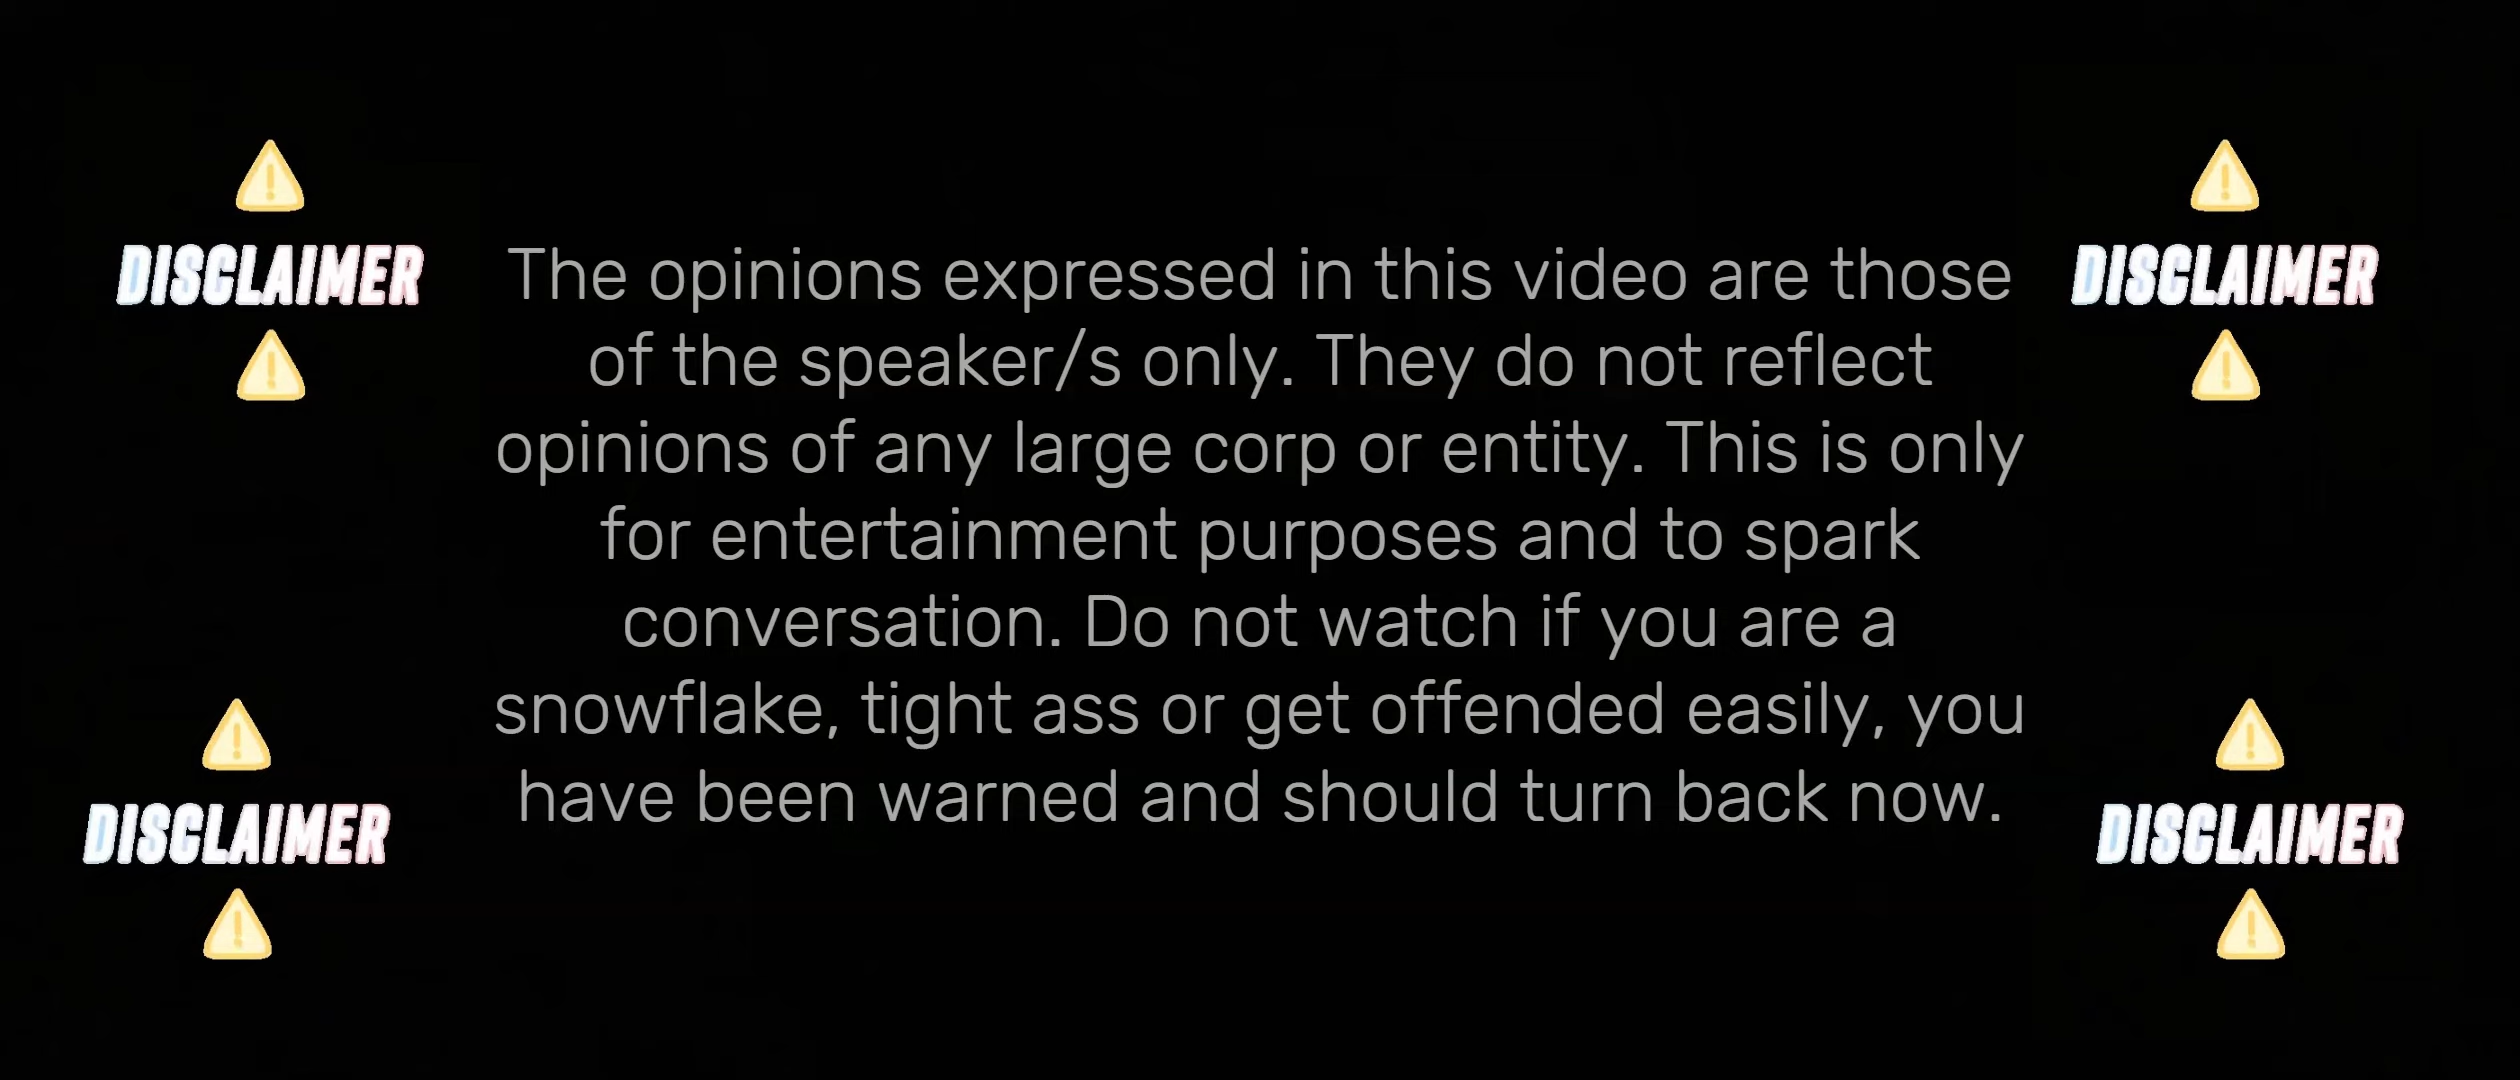 DISCLAIMER
DISCLAIMER
The opinions expressed in this video are those
of the speaker/s only. They do not reflect
opinions of any large corp or entity. This is only
for entertainment purposes and to spark
conversation. Do not watch if you are a
snowflake, tight ass or get offended easily, you
have been warned and should turn back now.
DISCLAIMER
DISCLAIMER